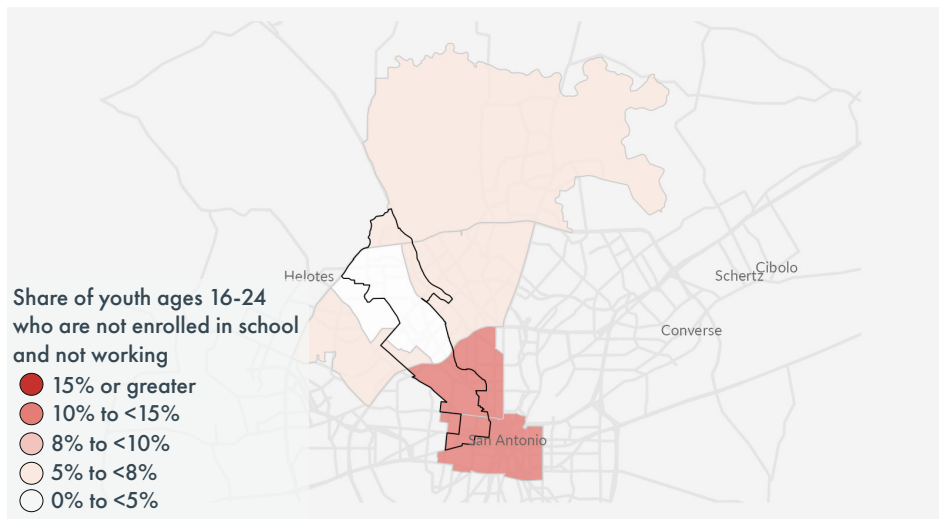 Helotes
Schertz
Cibolo
Converse
San Antonio
Share of youth ages 16-24
who are not enrolled in school
and not working
15% or greater
10% to <15%
8% to <10%
5% to <8%
0% to <5%